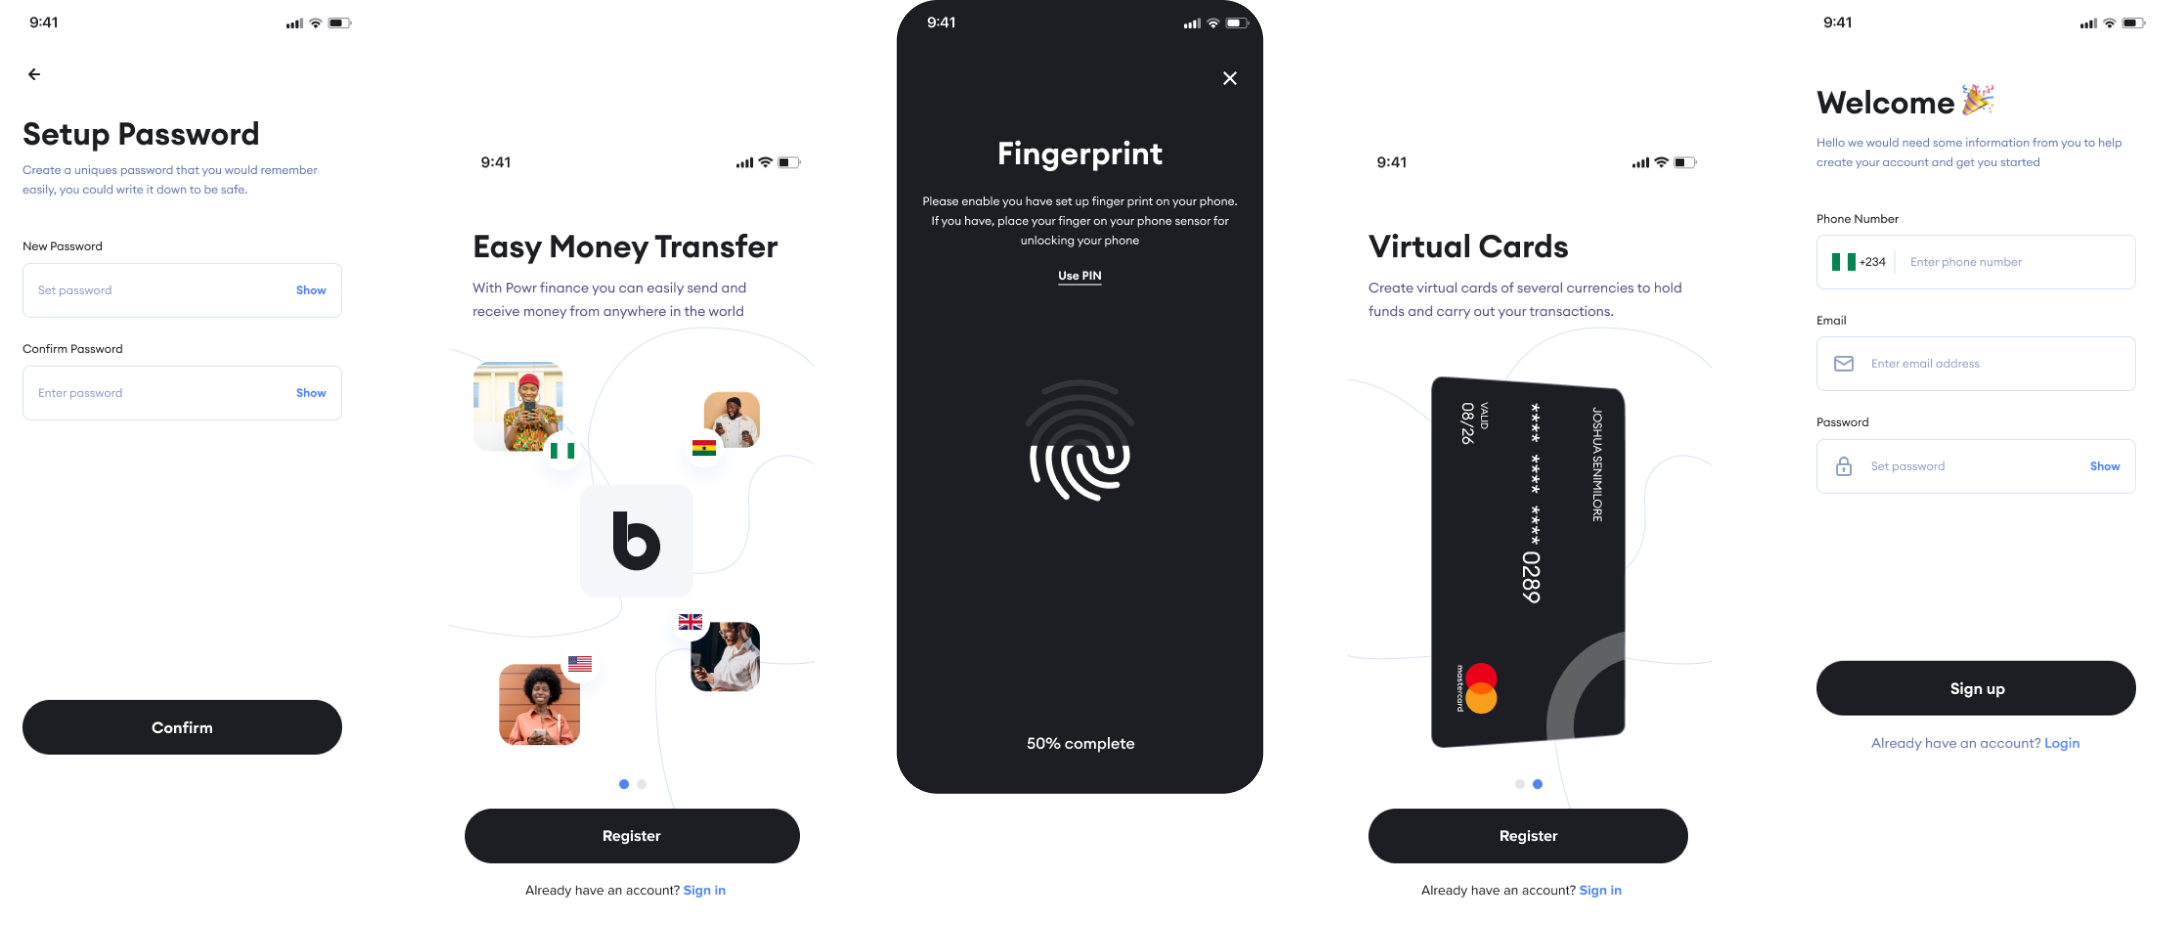 9:41
Setup Password
Create a uniques password that you would remember
easily, you could write it down to be safe.
New Password
Set password Show
Confirm Password
Enter password Show
Confirm
9:41
Easy Money Transfer
With Powr finance you can easily send and
receive money from anywhere in the world
b
Register
Already have an account? Sign in
9:41
Fingerprint
Please enable you have set up finger print on your phone.
If you have, place your finger on your phone sensor for
unlocking your phone
Use PIN
50% complete
9:41
Virtual Cards
Create virtual cards of several currencies to hold
funds and carry out your transactions.
JOSHUA SENIMILORE
**** **** **** 0289
VALID
08/26
mastercard
Register
Already have an account? Sign in
9:41
Welcome 🎉
Hello we would need some information from you to help
create your account and get you started
Phone Number
+234 Enter phone number
Email
Enter email address
Password
Set password Show
Sign up
Already have an account? Login